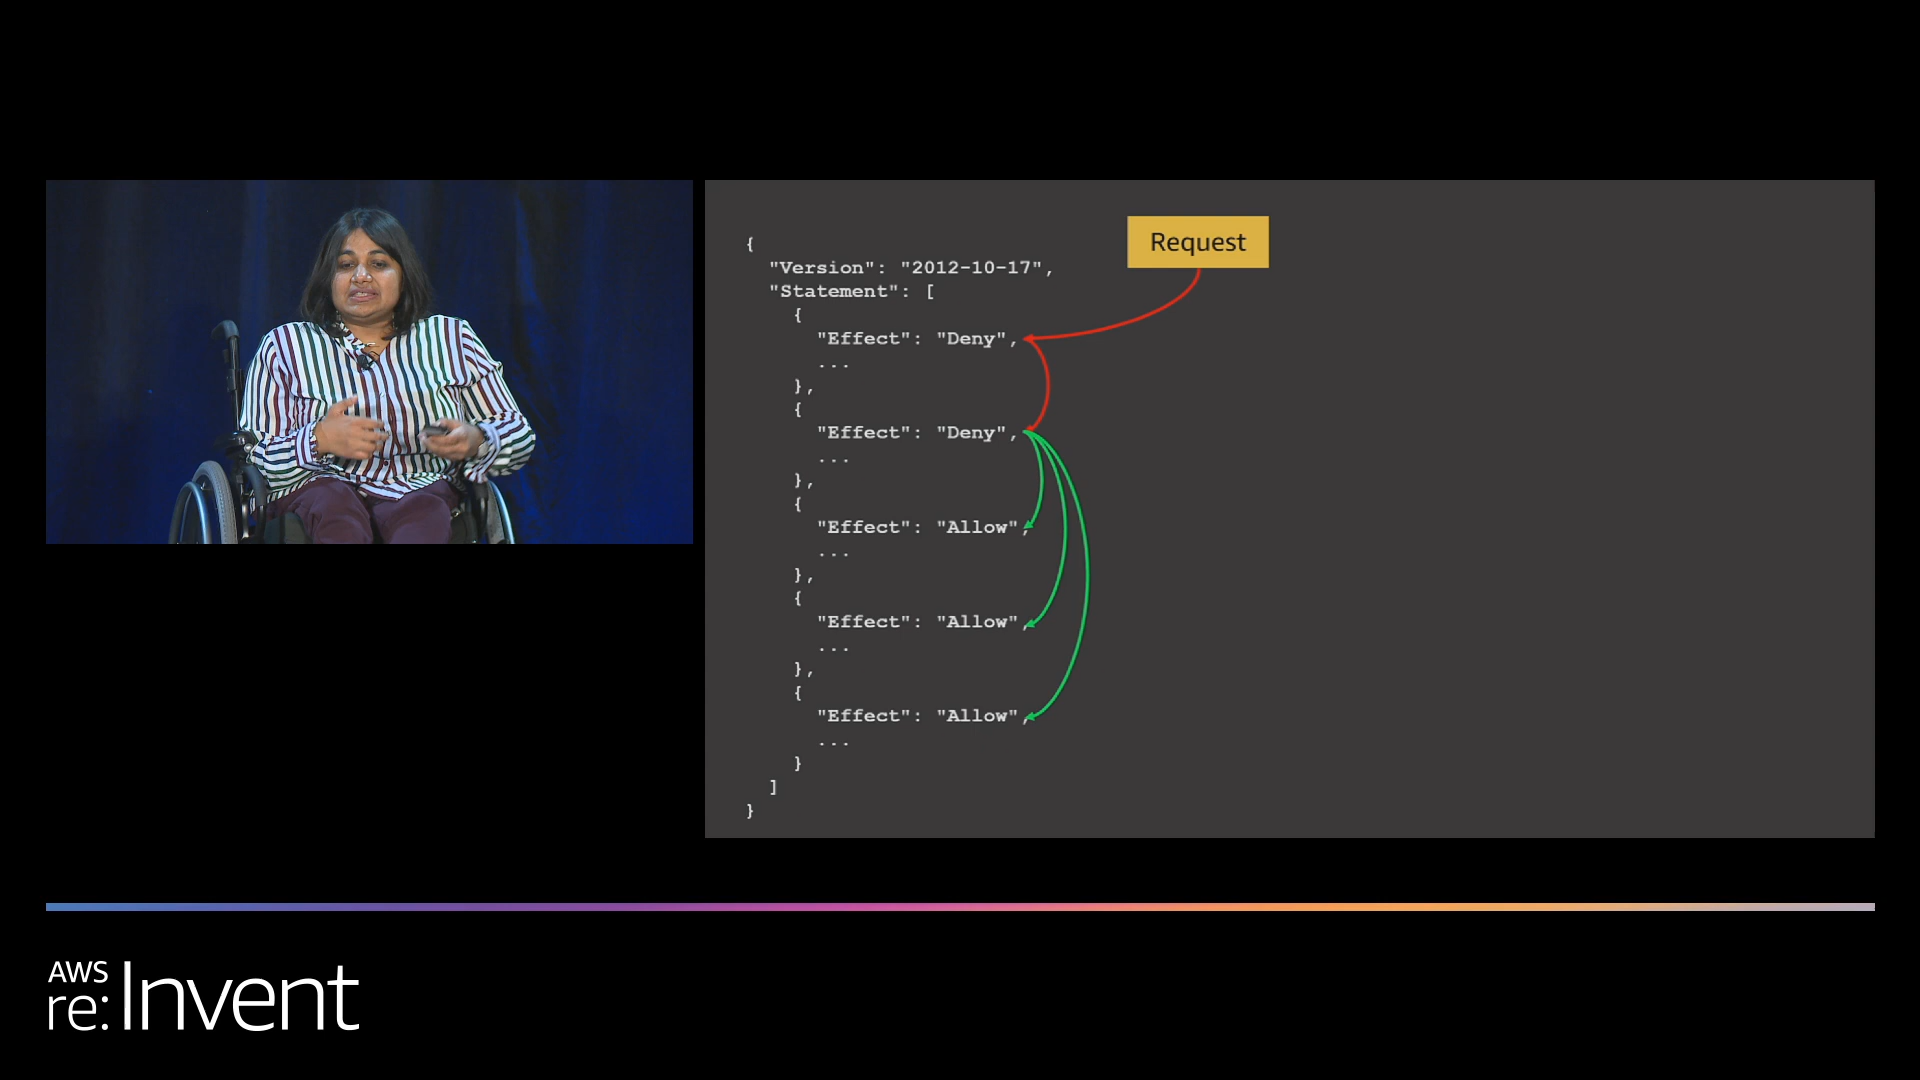 Request
{
"Version": "2012-10-17",
"Statement": [
{
"Effect": "Deny",
...
},
{
"Effect": "Deny",
...
},
{
"Effect": "Allow",
...
},
{
"Effect": "Allow",
...
},
{
"Effect": "Allow",
...
}
]
}
AWS
re:Invent